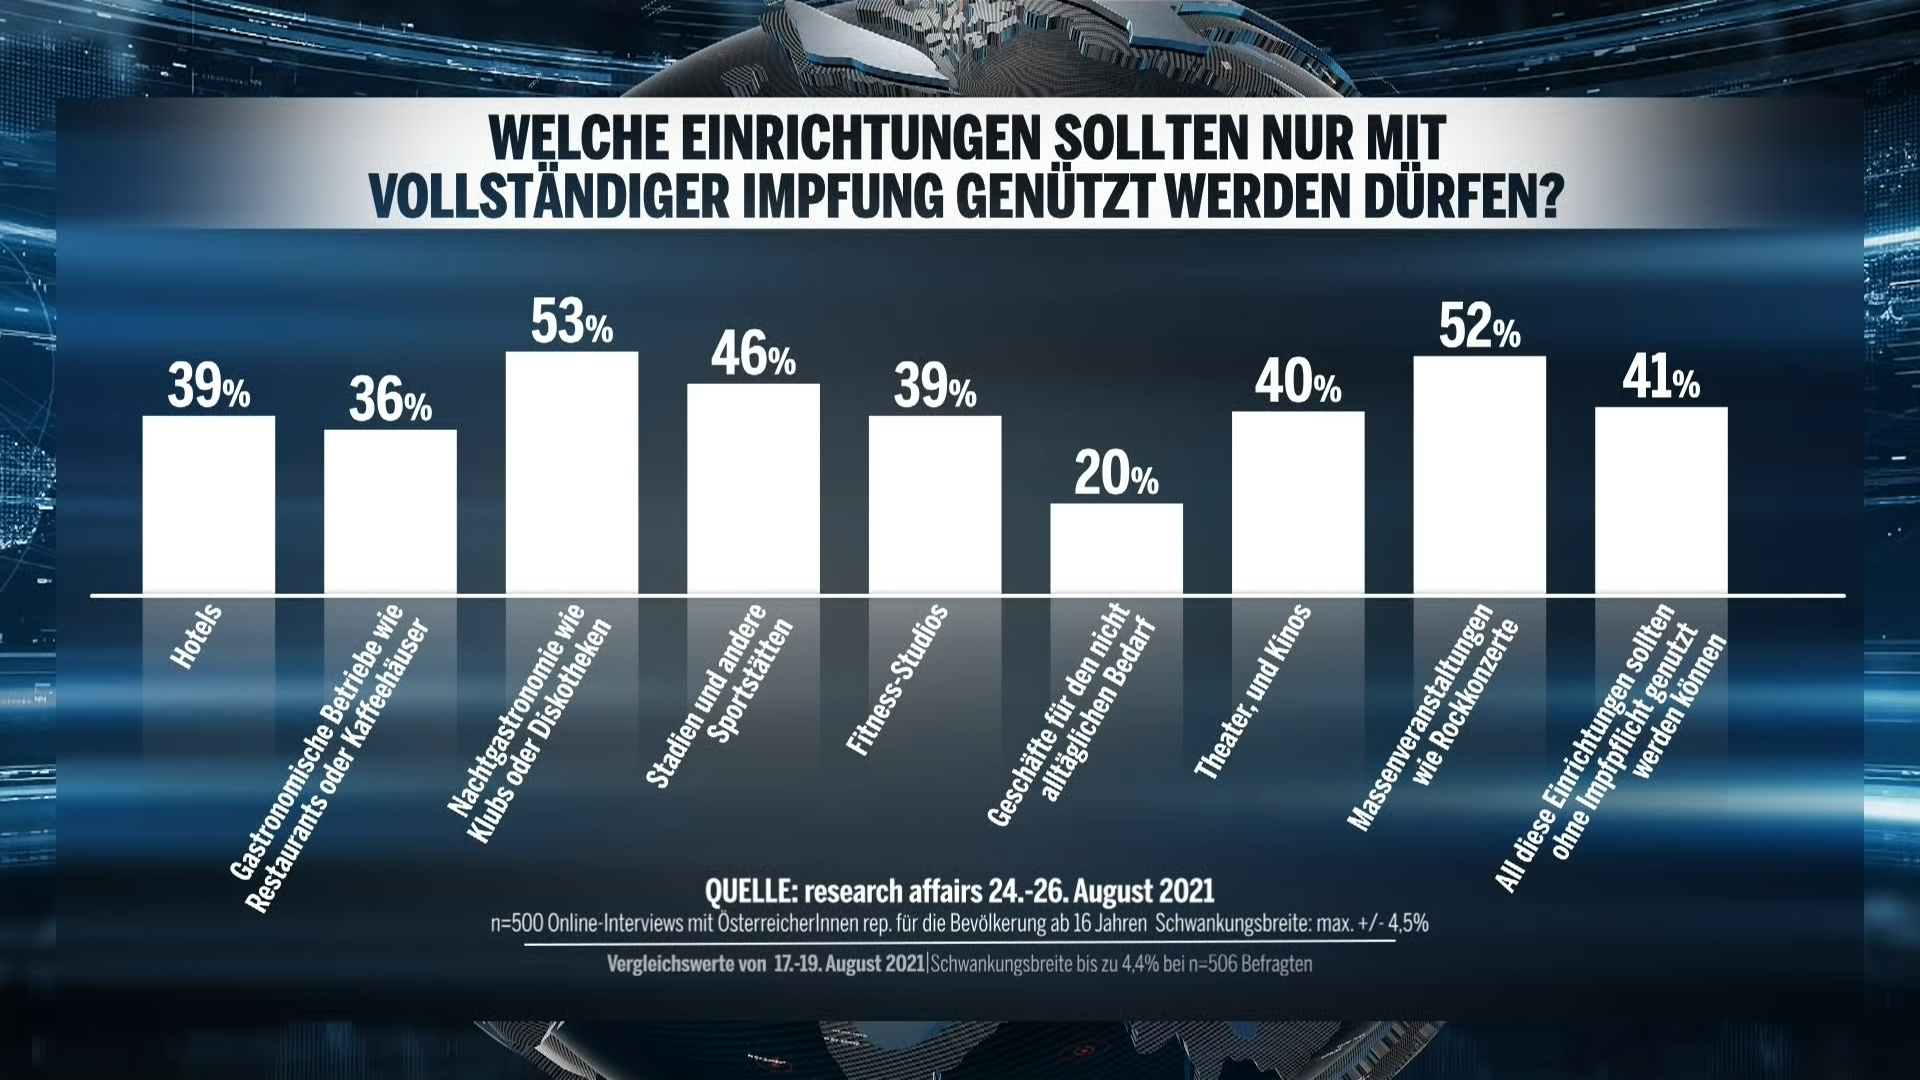 WELCHE EINRICHTUNGEN SOLLTEN NUR MIT
VOLLSTÄNDIGER IMPFUNG GENÜTZT WERDEN DÜRFEN?
39%
36%
53%
46%
39%
20%
40%
52%
41%
Hotels
Gastronomische Betriebe wie
Restaurants oder Kaffeehäuser
Nachtgastronomie wie
Klubs oder Diskotheken
Stadien und andere
Sportstätten
Fitness-Studios
Geschäfte für den nicht
alltäglichen Bedarf
Theater, und Kinos
Massenveranstaltungen
wie Rockkonzerte
All diese Einrichtungen sollten
ohne Impfpflicht genutzt
werden können
QUELLE: research affairs 24.-26. August 2021
n=500 Online-Interviews mit ÖsterreicherInnen rep. für die Bevölkerung ab 16 Jahren Schwankungsbreite: max. +/- 4,5%
Vergleichswerte von 17.-19. August 2021|Schwankungsbreite bis zu 4,4% bei n=506 Befragten